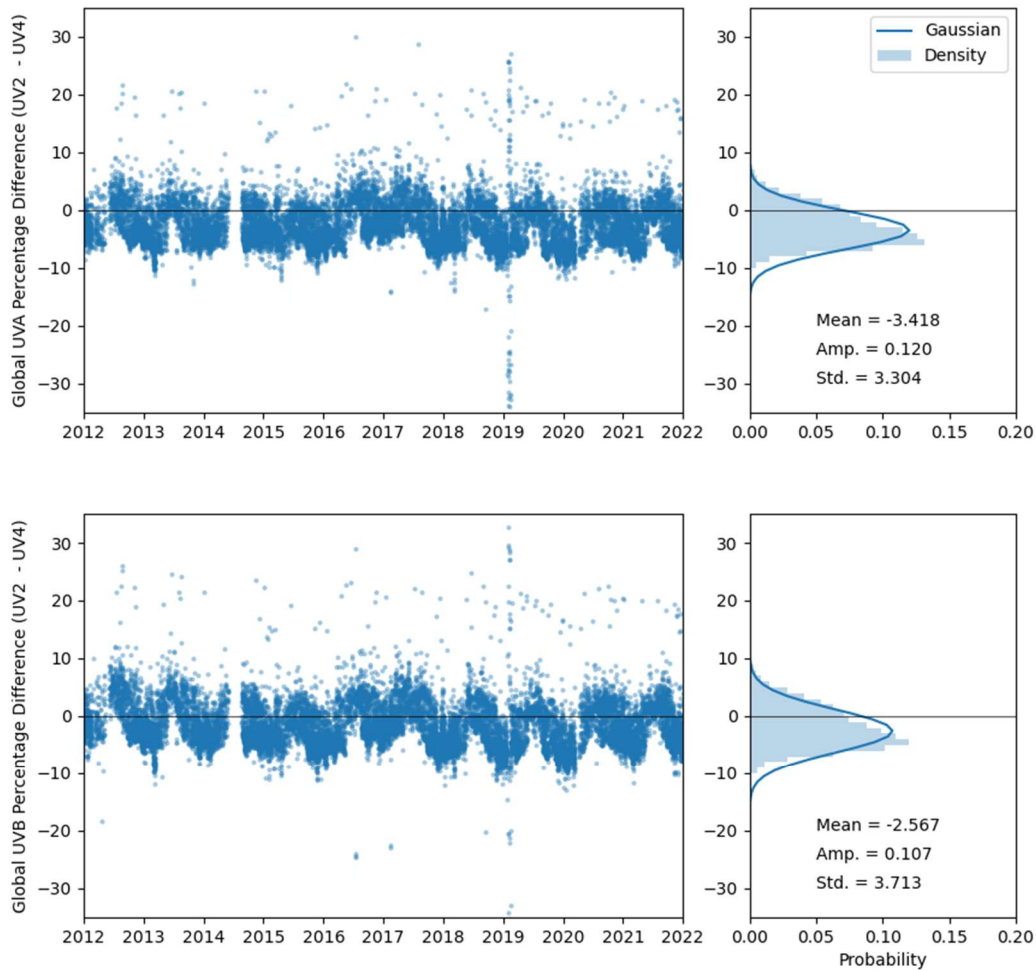 Global UVA Percentage Difference (UV2 - UV4)
30
20
10
0
−10
−20
−30
2012 2013 2014 2015 2016 2017 2018 2019 2020 2021 2022
Gaussian
Density
30
20
10
0
−10
−20
−30
Mean = -3.418
Amp. = 0.120
Std. = 3.304
0.00 0.05 0.10 0.15 0.20
Global UVB Percentage Difference (UV2 - UV4)
30
20
10
0
−10
−20
−30
2012 2013 2014 2015 2016 2017 2018 2019 2020 2021 2022
30
20
10
0
−10
−20
−30
Mean = -2.567
Amp. = 0.107
Std. = 3.713
0.00 0.05 0.10 0.15 0.20
Probability